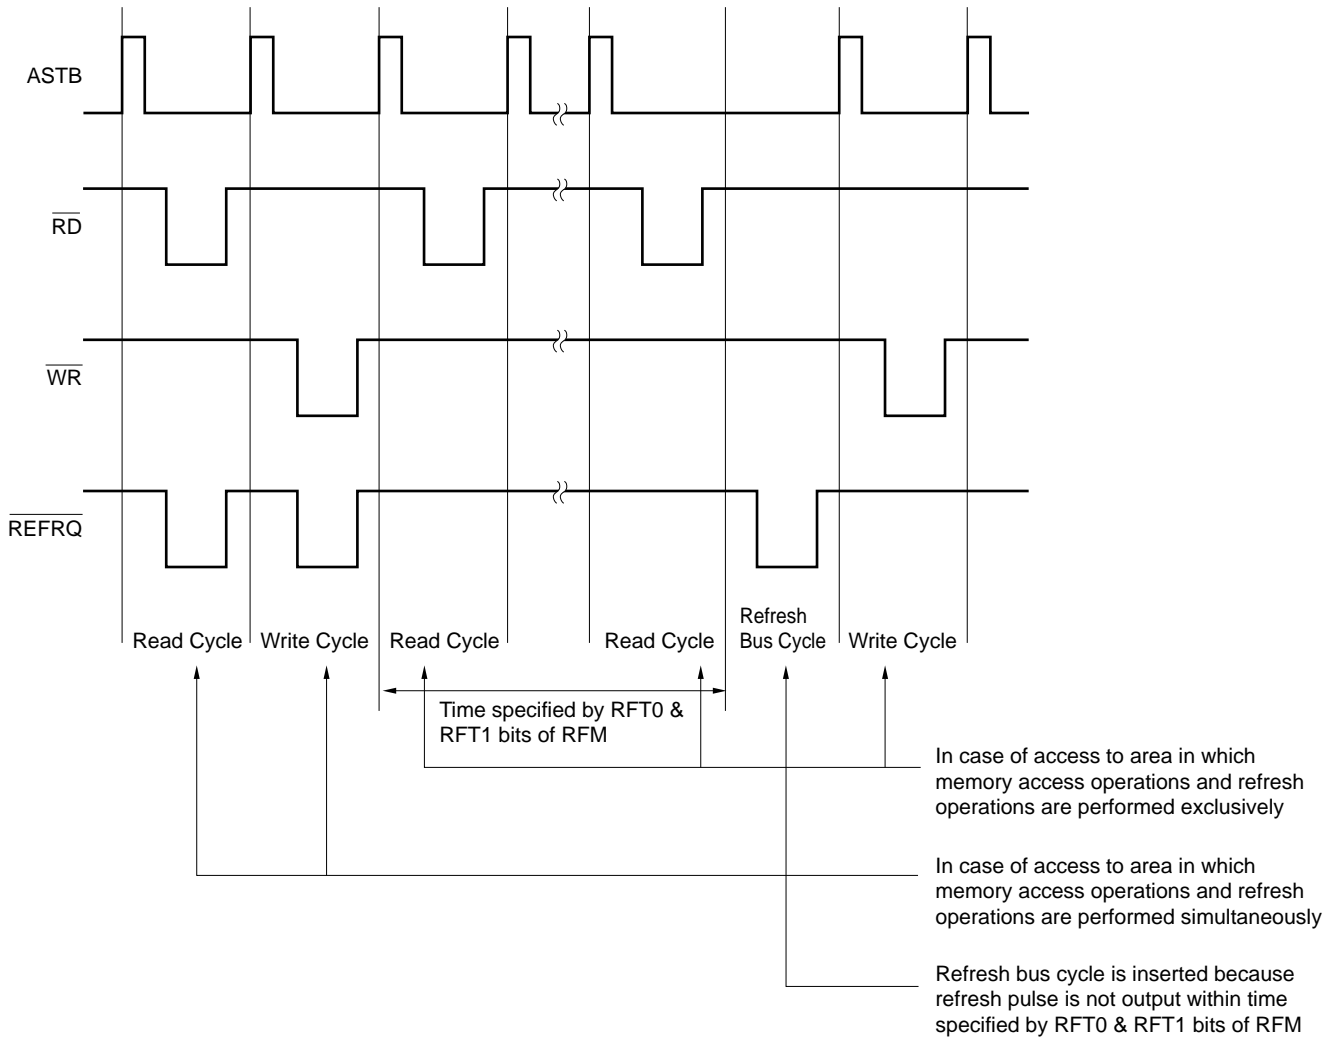 ASTB
RD
WR
REFRQ
Read Cycle Write Cycle Read Cycle Read Cycle Refresh Bus Cycle Write Cycle
Time specified by RFT0 &
RFT1 bits of RFM
In case of access to area in which
memory access operations and refresh
operations are performed exclusively
In case of access to area in which
memory access operations and refresh
operations are performed simultaneously
Refresh bus cycle is inserted because
refresh pulse is not output within time
specified by RFT0 & RFT1 bits of RFM